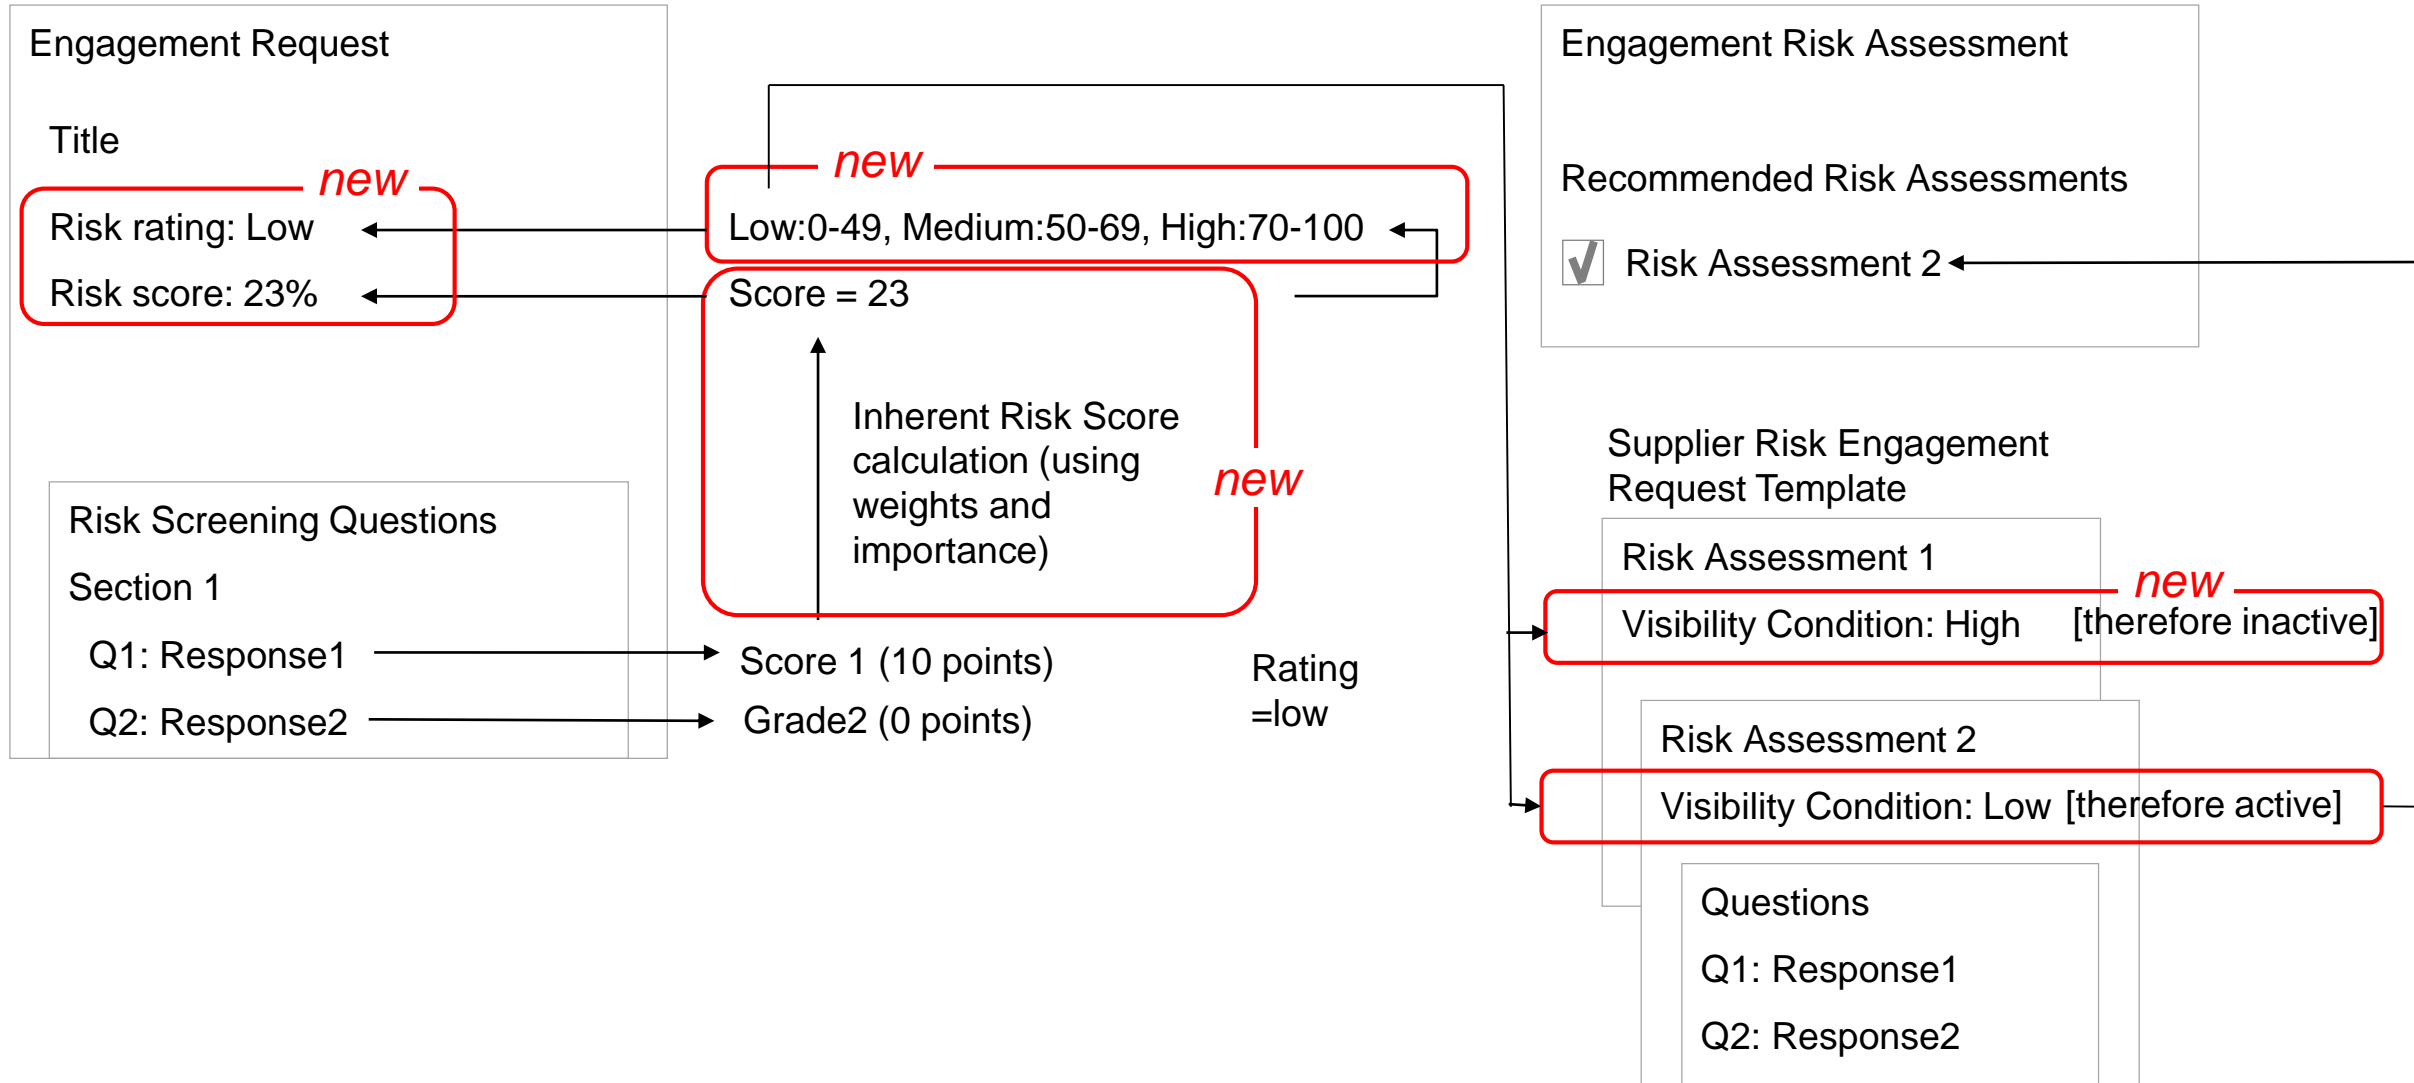 Engagement Request
Title
new
Risk rating: Low
Risk score: 23%
Risk Screening Questions
Section 1
Q1: Response1
Q2: Response2
new
Low:0-49, Medium:50-69, High:70-100
Score = 23
Inherent Risk Score
calculation (using
weights and
importance)
new
Score 1 (10 points)
Grade2 (0 points)
Rating
=low
Engagement Risk Assessment
Recommended Risk Assessments
Risk Assessment 2
Supplier Risk Engagement
Request Template
Risk Assessment 1
new
Visibility Condition: High [therefore inactive]
Risk Assessment 2
Visibility Condition: Low [therefore active]
Questions
Q1: Response1
Q2: Response2